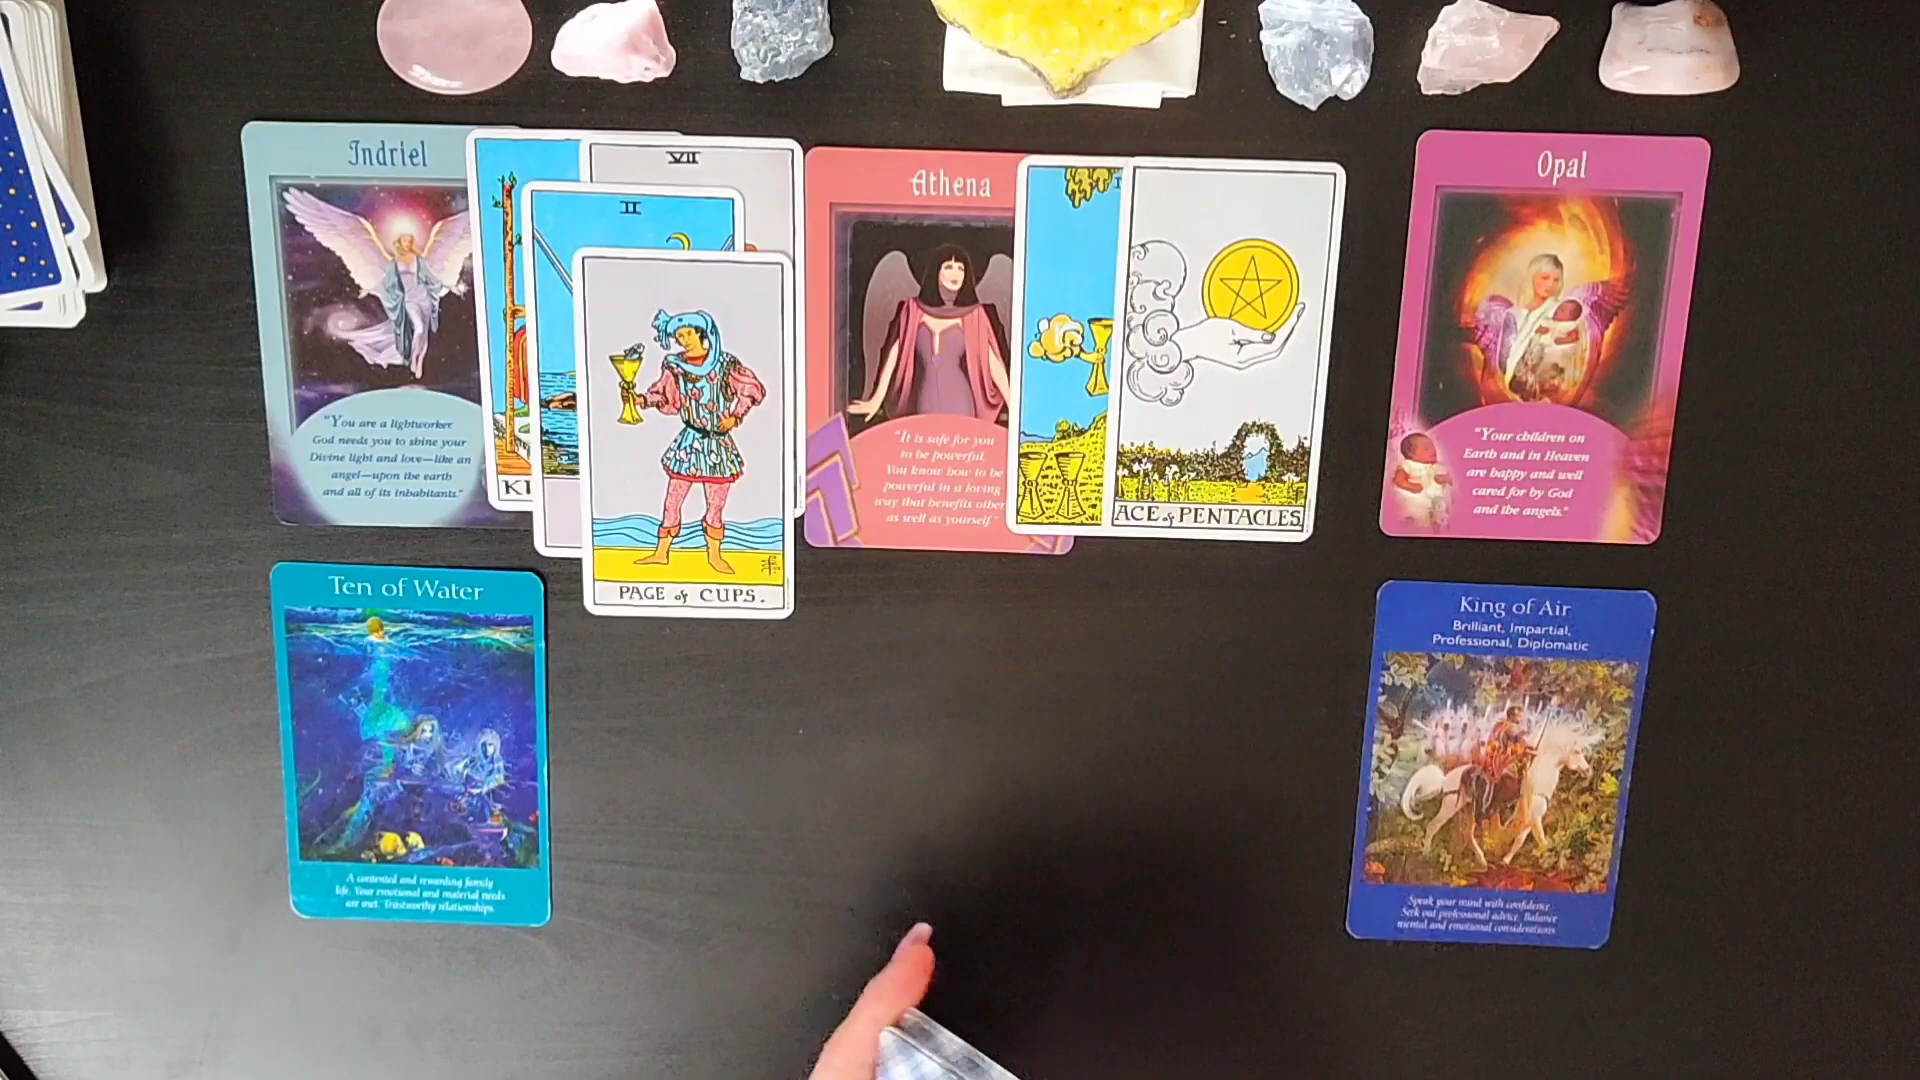 Indriel
"You are a lightworker.
God needs you to shine your
Divine light and love—like an
angel—upon the earth
and all of its inhabitants."
KI
VII
II
PAGE of CUPS.
Athena
"It is safe for you
to be powerful.
You know how to be
powerful in a loving
way that benefits other
as well as yourself"
ACE of PENTACLES
Opal
"Your children on
Earth and in Heaven
are happy and well
cared for by God
and the angels."
Ten of Water
A contented and rewarding family
life. Your emotional and material needs
are met. Trustworthy relationships.
King of Air
Brilliant, Impartial,
Professional, Diplomatic
Speak your mind with confidence.
Seek out professional advice. Balance
mental and emotional considerations